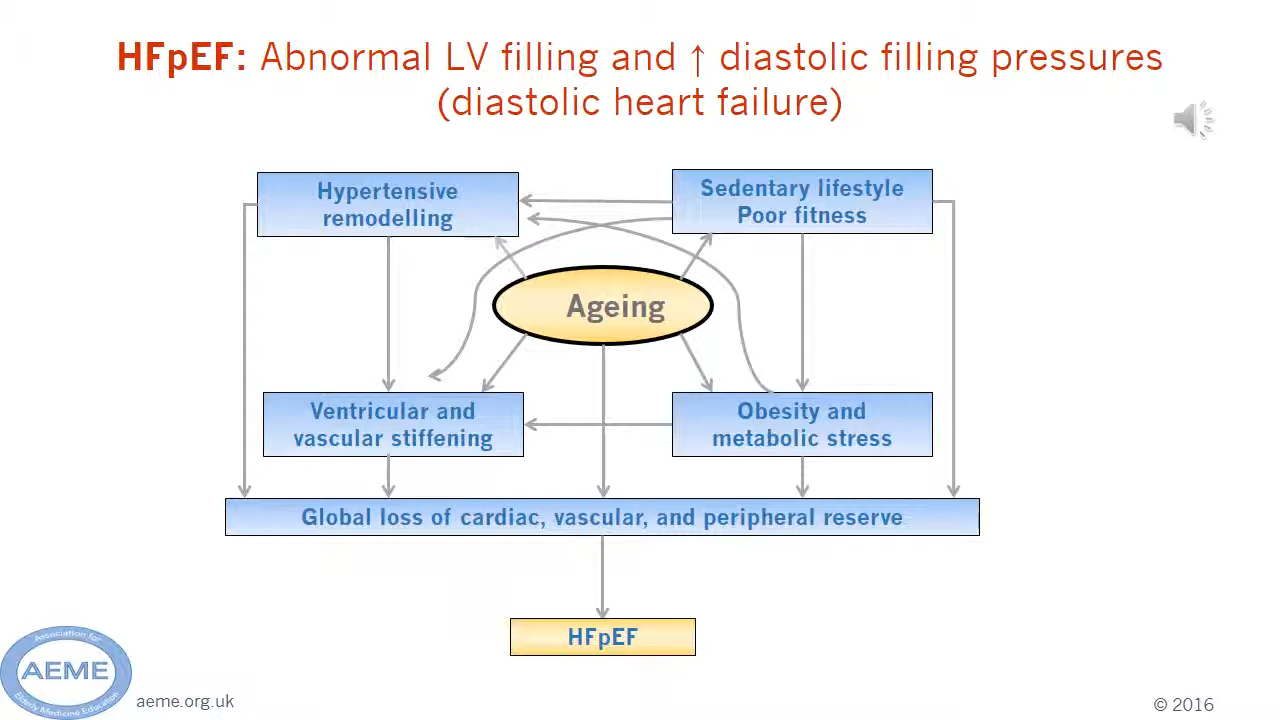 HFpEF: Abnormal LV filling and ↑ diastolic filling pressures
(diastolic heart failure)
Hypertensive
remodelling
Sedentary lifestyle
Poor fitness
Ageing
Ventricular and
vascular stiffening
Obesity and
metabolic stress
Global loss of cardiac, vascular, and peripheral reserve
HFpEF
Association for
AEME
Elderly Medicine Education
aeme.org.uk
© 2016